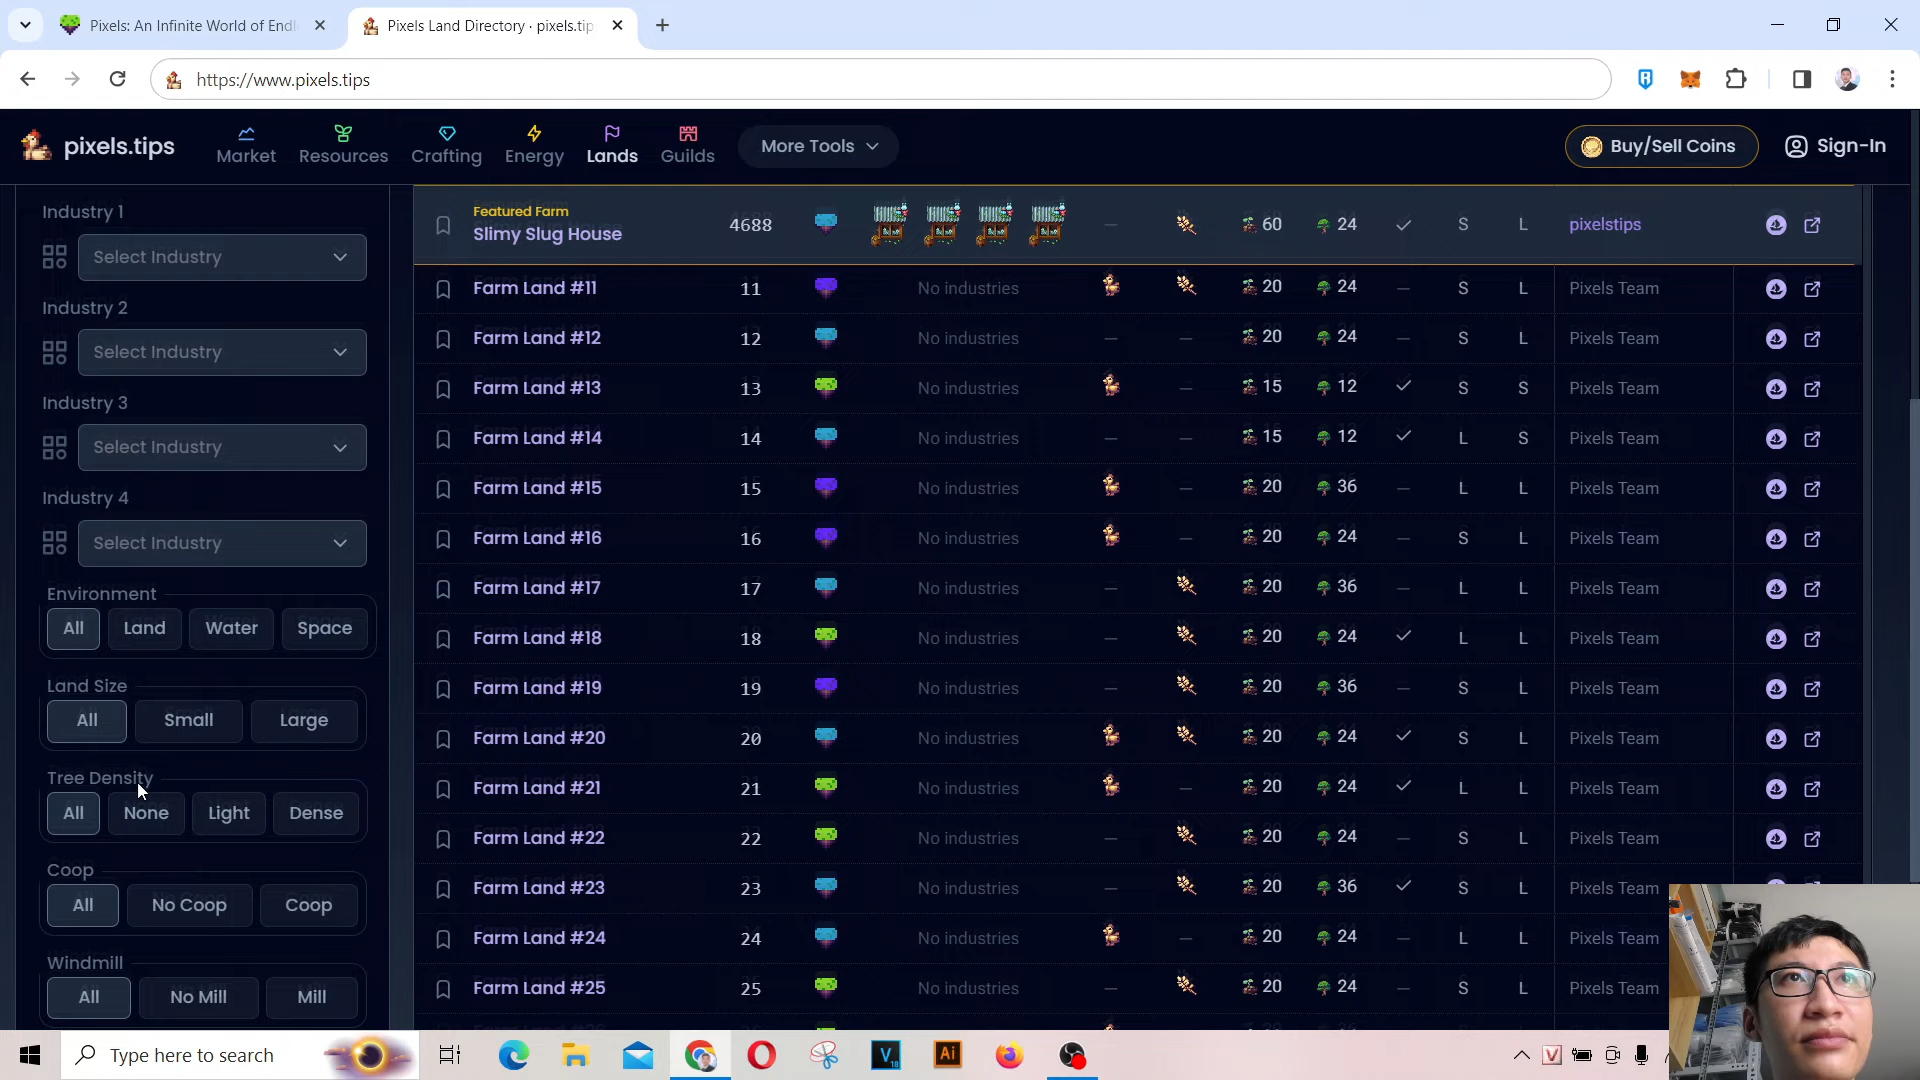 Pixels: An Infinite World of Endl
Pixels Land Directory · pixels.tip
https://www.pixels.tips
pixels.tips
Market
Resources
Crafting
Energy
Lands
Guilds
More Tools
Buy/Sell Coins
Sign-In
Industry 1
Select Industry
Industry 2
Select Industry
Industry 3
Select Industry
Industry 4
Select Industry
Environment
All Land Water Space
Land Size
All Small Large
Tree Density
All None Light Dense
Coop
All No Coop Coop
Windmill
All No Mill Mill
Featured Farm
Slimy Slug House 4688 — 60 24 S L pixelstips
Farm Land #11 11 No industries 20 24 — S L Pixels Team
Farm Land #12 12 No industries — — 20 24 — S L Pixels Team
Farm Land #13 13 No industries — 15 12 S S Pixels Team
Farm Land #14 14 No industries — — 15 12 L S Pixels Team
Farm Land #15 15 No industries — 20 36 — L L Pixels Team
Farm Land #16 16 No industries — 20 24 — S L Pixels Team
Farm Land #17 17 No industries — 20 36 — L L Pixels Team
Farm Land #18 18 No industries — 20 24 L L Pixels Team
Farm Land #19 19 No industries — 20 36 — S L Pixels Team
Farm Land #20 20 No industries 20 24 S L Pixels Team
Farm Land #21 21 No industries — 20 24 L L Pixels Team
Farm Land #22 22 No industries — 20 24 — S L Pixels Team
Farm Land #23 23 No industries — 20 36 S L Pixels Team
Farm Land #24 24 No industries — 20 24 — L L Pixels Team
Farm Land #25 25 No industries — 20 24 — S L Pixels Team
Type here to search